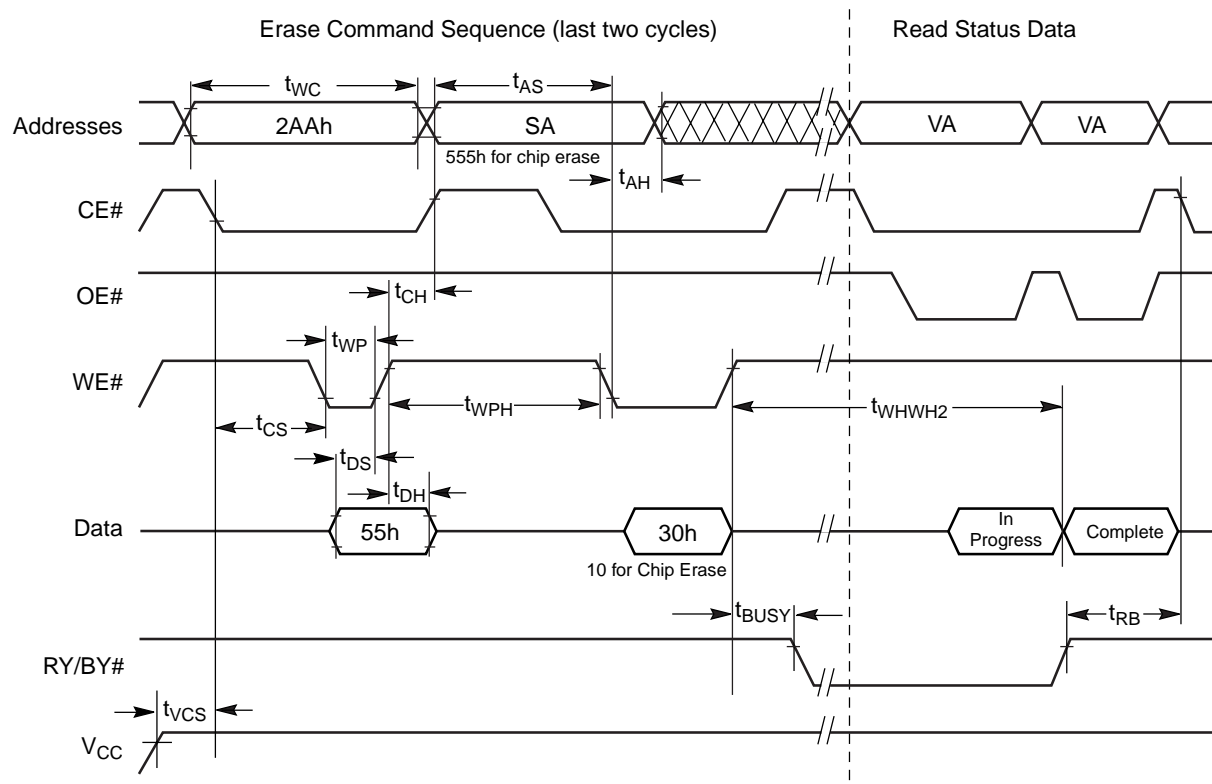 Erase Command Sequence (last two cycles)
Read Status Data
tWC
tAS
Addresses
2AAh
SA
VA
VA
555h for chip erase
tAH
CE#
OE#
tCH
tWP
WE#
tWPH
tWHWH2
tCS
tDS
tDH
Data
55h
30h
In
Progress
Complete
10 for Chip Erase
tBUSY
tRB
RY/BY#
tVCS
VCC